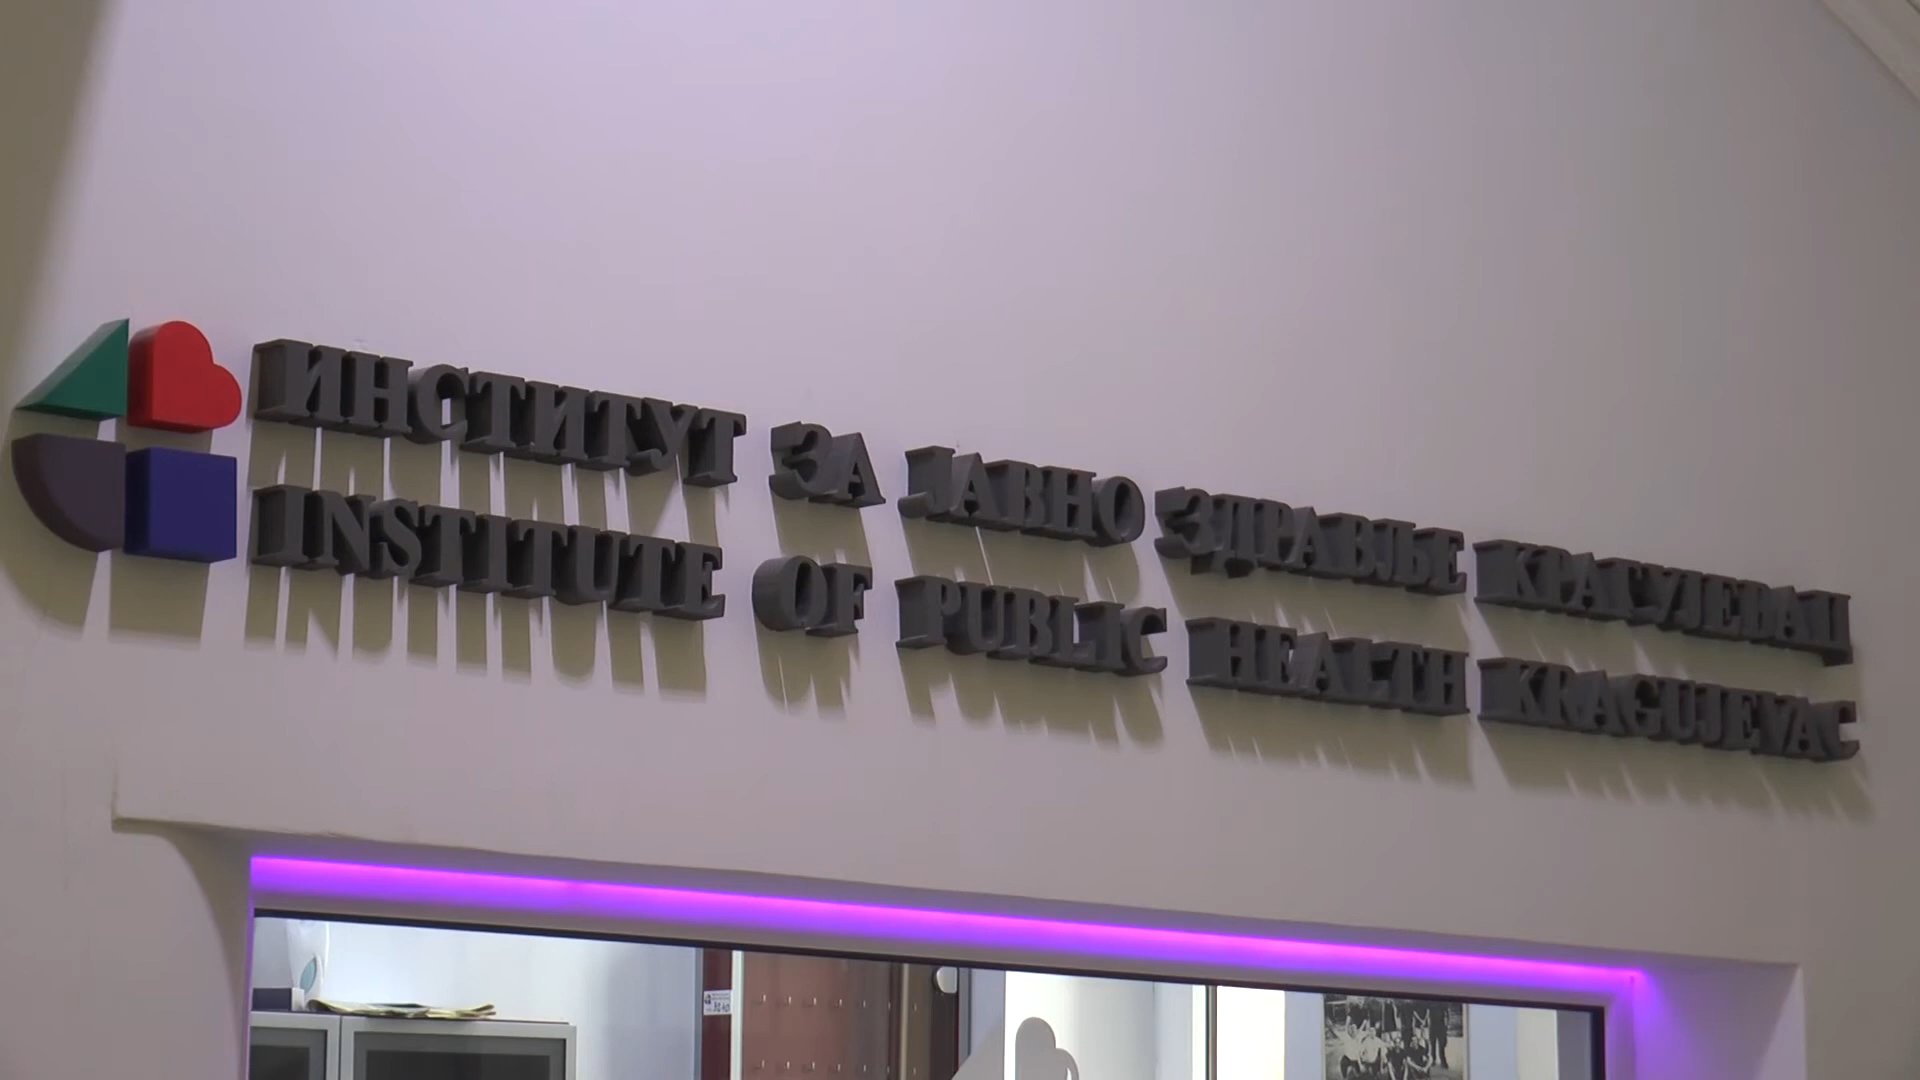 ИНСТИТУТ ЗА ЈАВНО ЗДРАВЉЕ КРАГУЈЕВАЦ
INSTITUTE OF PUBLIC HEALTH KRAGUJEVAC